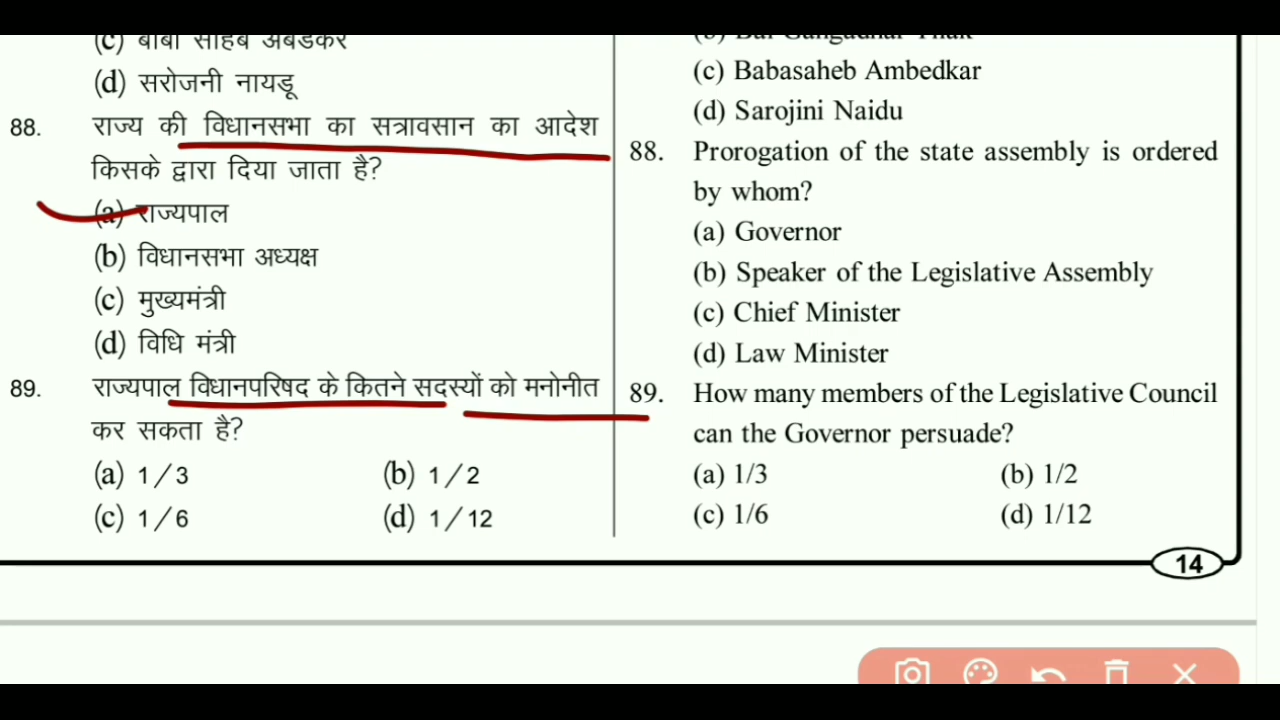 (c) बाबा साहेब अंबेडकर
(d) सरोजनी नायडू
88. राज्य की विधानसभा का सत्रावसान का आदेश
किसके द्वारा दिया जाता है?
(a) राज्यपाल
(b) विधानसभा अध्यक्ष
(c) मुख्यमंत्री
(d) विधि मंत्री
89. राज्यपाल विधानपरिषद के कितने सदस्यों को मनोनीत
कर सकता है?
(a) 1/3 (b) 1/2
(c) 1/6 (d) 1/12
(b) Bal Gangadhar Tilak
(c) Babasaheb Ambedkar
(d) Sarojini Naidu
88. Prorogation of the state assembly is ordered
by whom?
(a) Governor
(b) Speaker of the Legislative Assembly
(c) Chief Minister
(d) Law Minister
89. How many members of the Legislative Council
can the Governor persuade?
(a) 1/3 (b) 1/2
(c) 1/6 (d) 1/12
14